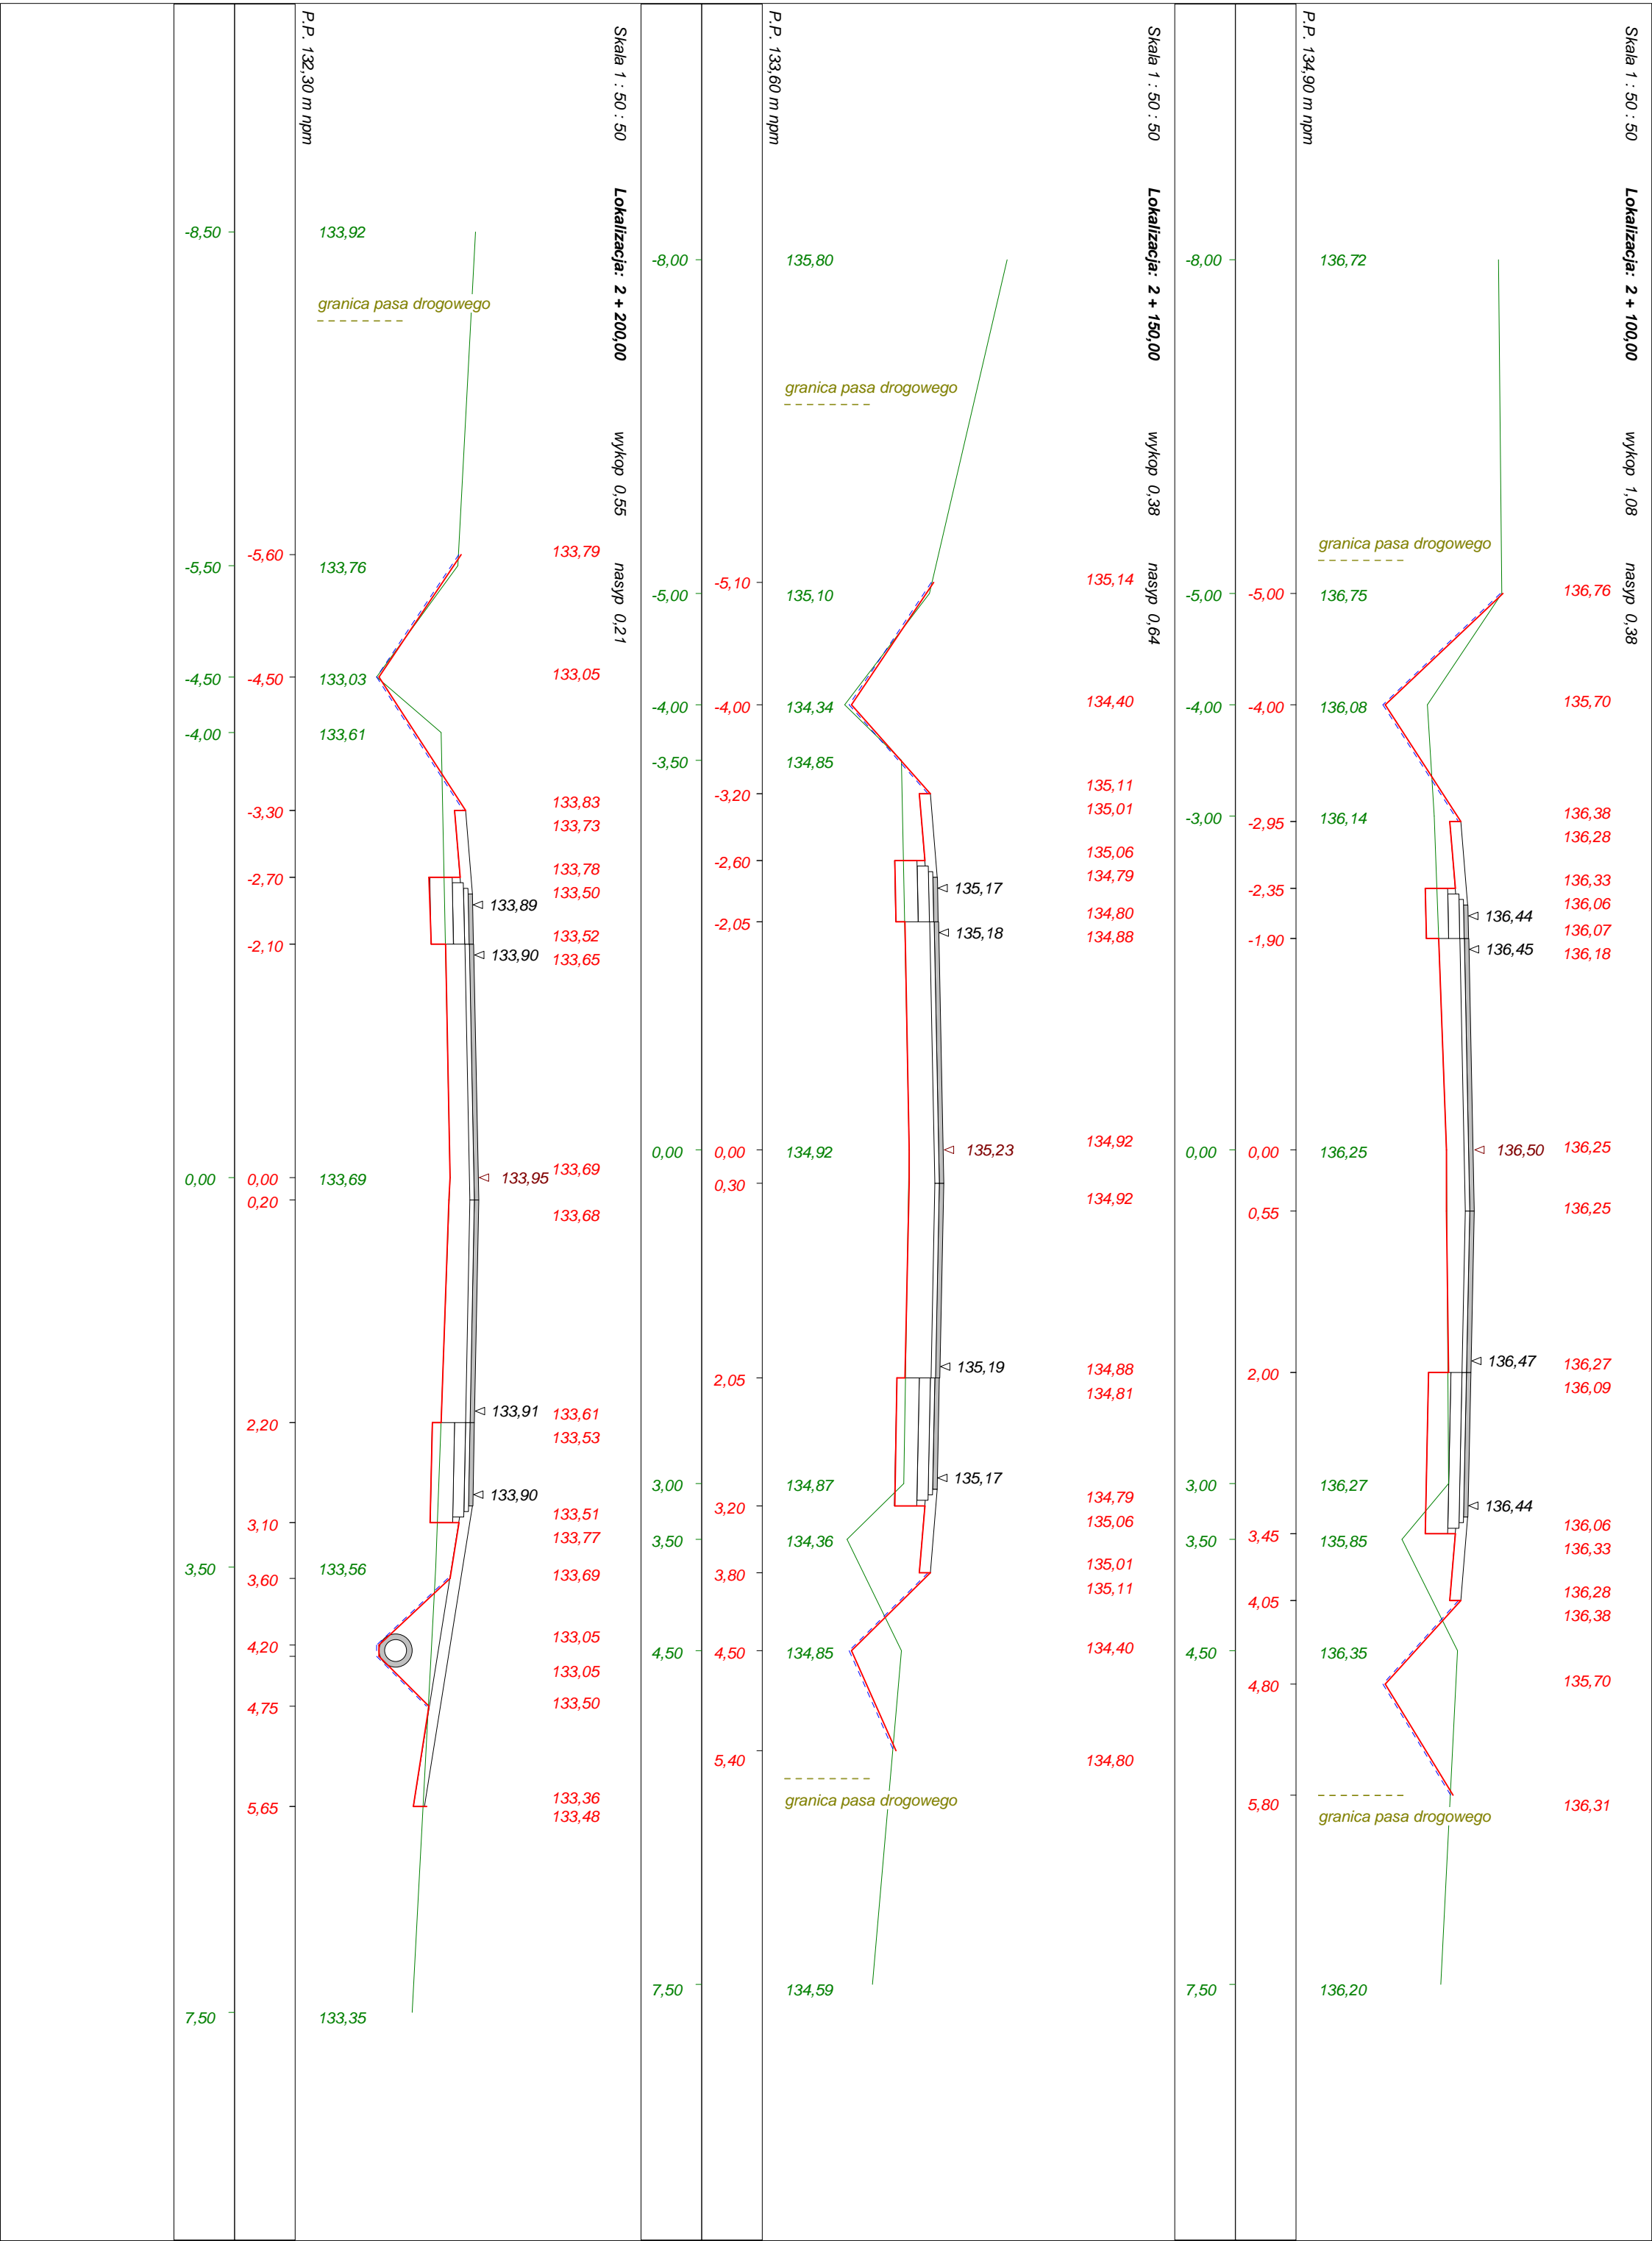 Skala 1 : 50 : 50 Lokalizacja: 2 + 100,00 wykop 1,08 nasyp 0,38
136,76 135,70 136,38 136,28 136,33 136,06 136,07 136,18 136,25 136,25 136,27 136,09 136,06 136,33 136,28 136,38 135,70 136,31
136,44 136,45 136,50 136,47 136,44
granica pasa drogowego granica pasa drogowego
136,72 136,75 136,08 136,14 136,25 136,27 135,85 136,35 136,20
P.P. 134,90 m npm
-5,00 -4,00 -2,95 -2,35 -1,90 0,00 0,55 2,00 3,45 4,05 4,80 5,80
-8,00 -5,00 -4,00 -3,00 0,00 3,00 3,50 4,50 7,50
Skala 1 : 50 : 50 Lokalizacja: 2 + 150,00 wykop 0,38 nasyp 0,64
135,14 134,40 135,11 135,01 135,06 134,79 134,80 134,88 134,92 134,92 134,88 134,81 134,79 135,06 135,01 135,11 134,40 134,80
135,17 135,18 135,23 135,19 135,17
granica pasa drogowego granica pasa drogowego
135,80 135,10 134,34 134,85 134,92 134,87 134,36 134,85 134,59
P.P. 133,60 m npm
-5,10 -4,00 -3,20 -2,60 -2,05 0,00 0,30 2,05 3,20 3,80 4,50 5,40
-8,00 -5,00 -4,00 -3,50 0,00 3,00 3,50 4,50 7,50
Skala 1 : 50 : 50 Lokalizacja: 2 + 200,00 wykop 0,55 nasyp 0,21
133,79 133,05 133,83 133,73 133,78 133,50 133,52 133,65 133,69 133,68 133,61 133,53 133,51 133,77 133,69 133,05 133,05 133,50 133,36 133,48
133,89 133,90 133,95 133,91 133,90
granica pasa drogowego
133,92 133,76 133,03 133,61 133,69 133,56 133,35
P.P. 132,30 m npm
-5,60 -4,50 -3,30 -2,70 -2,10 0,00 0,20 2,20 3,10 3,60 4,20 4,75 5,65
-8,50 -5,50 -4,50 -4,00 0,00 3,50 7,50